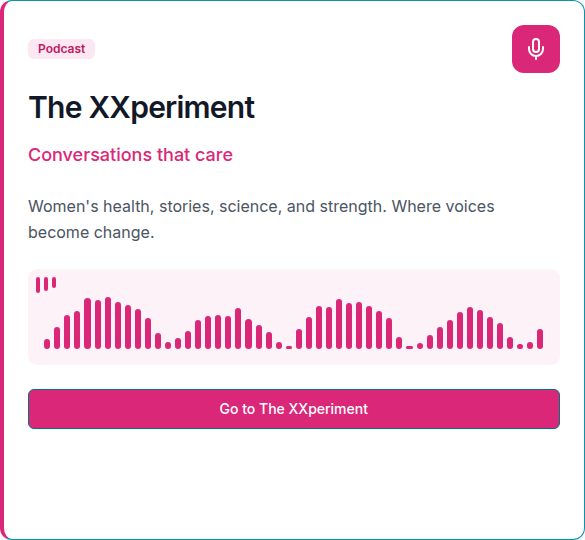 Podcast
The XXperiment
Conversations that care
Women's health, stories, science, and strength. Where voices
become change.
Go to The XXperiment